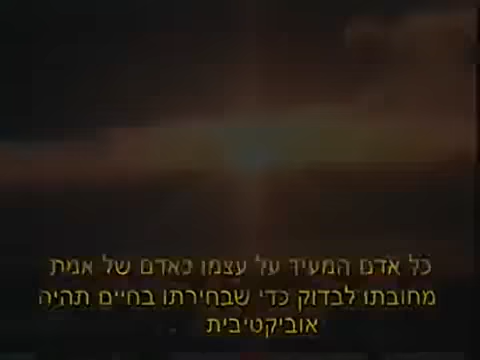 כל אדם המעיד על עצמו כאדם של אמת
מחובתו לבדוק כדי שבחירתו בחיים תהיה
אוביקטיבית